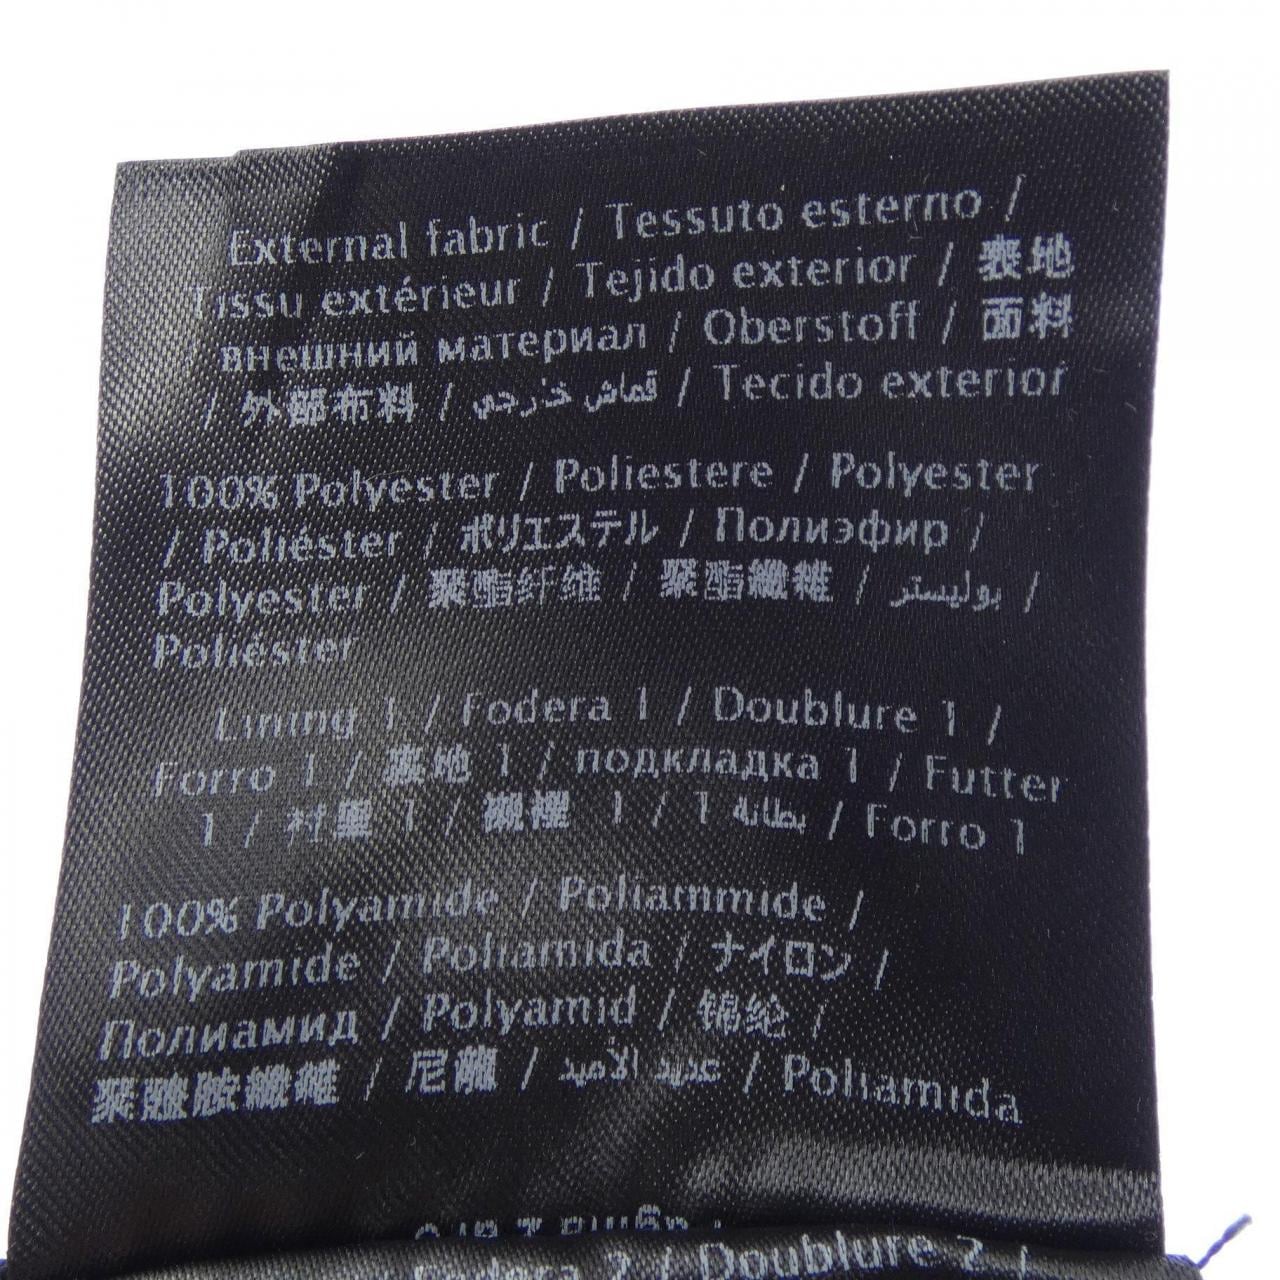 External fabric / Tessuto esterno /
Tissu extérieur / Tejido exterior / 表地
/ внешний материал / Oberstoff / 面料
/ 外部布料 / قماش خارجي / Tecido exterior
100% Polyester / Poliestere / Polyester
/ Poliéster / ポリエステル / Полиэфир /
Polyester / 聚酯纤维 / 聚酯纖維 / بوليستر /
Poliéster
Lining 1 / Fodera 1 / Doublure 1 /
Forro 1 / 裏地 1 / подкладка 1 / Futter
1 / 衬里 1 / 襯裡 1 / 1 بطانة / Forro 1
100% Polyamide / Poliammide /
Polyamide / Poliamida / ナイロン /
Полиамид / Polyamid / 锦纶 /
聚醯胺纖維 / 尼龍 / عديد الأميد / Poliamida
Fodera 2 / Doublure 2 /